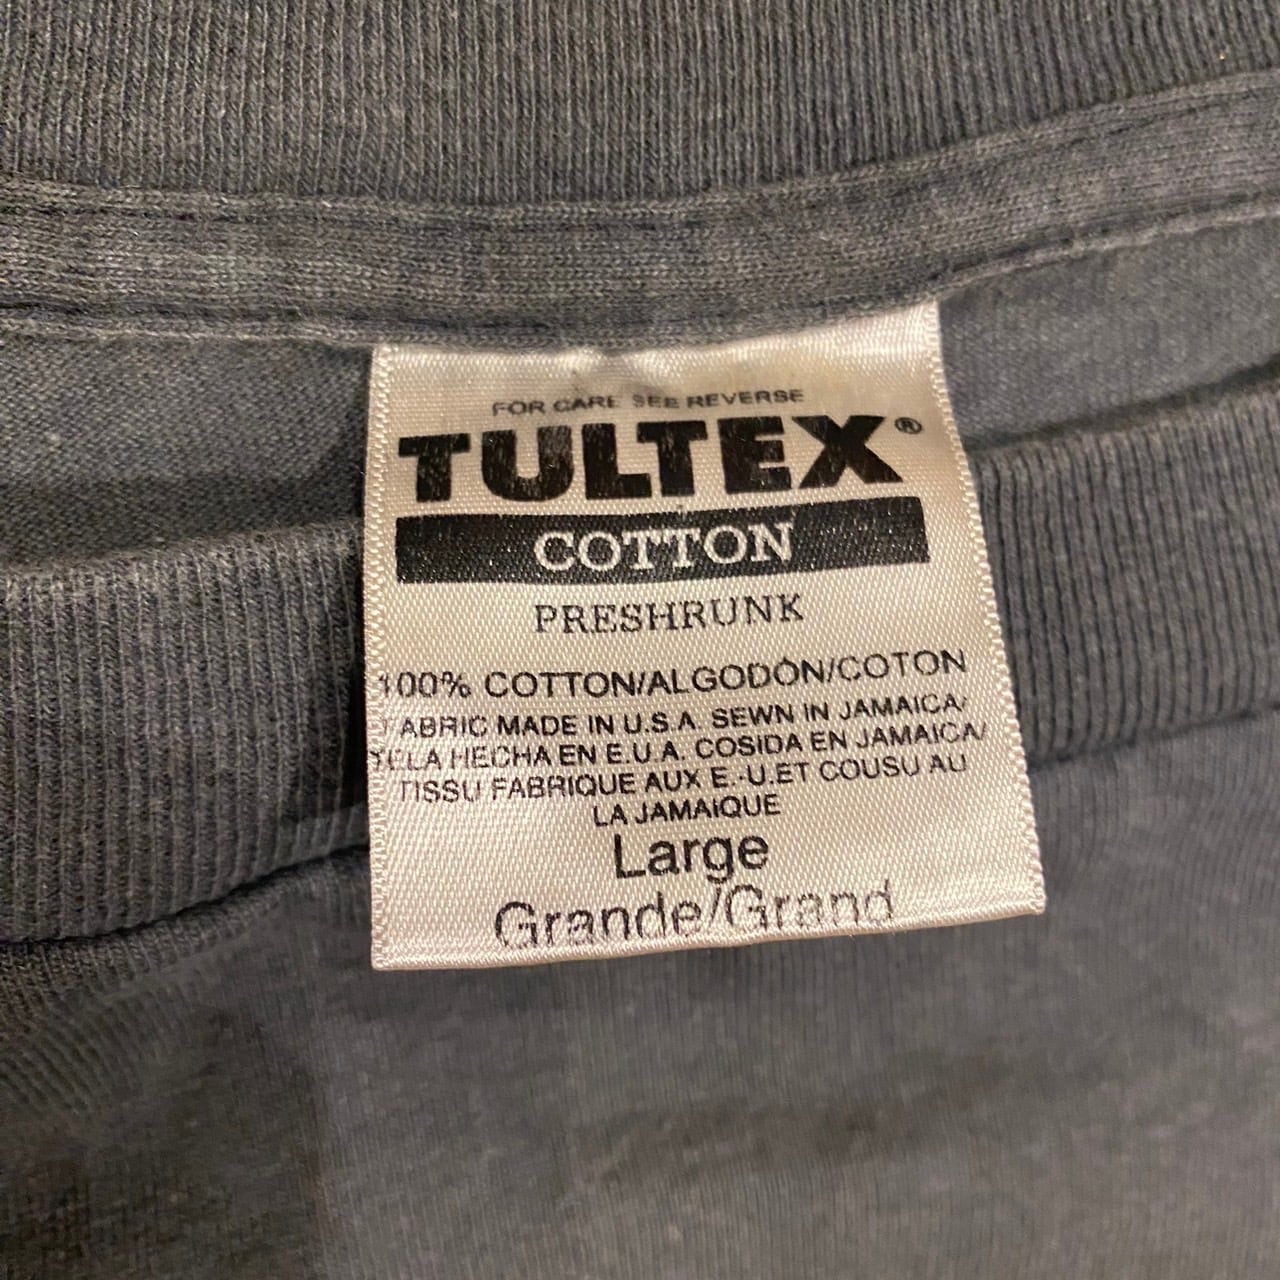 FOR CARE SEE REVERSE
TULTEX®
COTTON
PRESHRUNK
100% COTTON/ALGODÓN/COTON
FABRIC MADE IN U.S.A. SEWN IN JAMAICA/
TELA HECHA EN E.U.A. COSIDA EN JAMAICA/
TISSU FABRIQUE AUX E.-U.ET COUSU AU
LA JAMAIQUE
Large
Grande/Grand